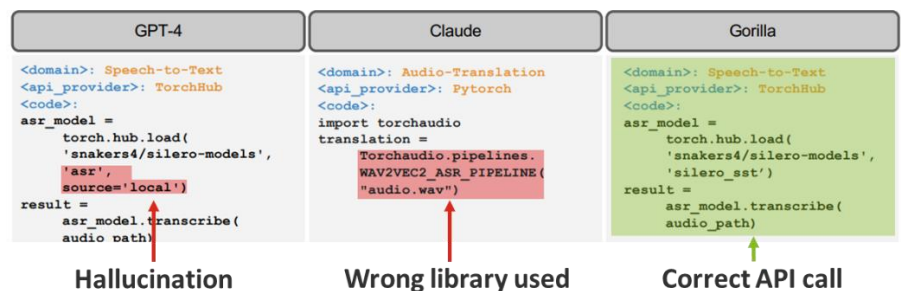 GPT-4
<domain>: Speech-to-Text
<api_provider>: TorchHub
<code>:
asr_model =
torch.hub.load(
'snakers4/silero-models',
'asr',
source='local')
result =
asr_model.transcribe(
audio_path)
Hallucination
Claude
<domain>: Audio-Translation
<api_provider>: Pytorch
<code>:
import torchaudio
translation =
Torchaudio.pipelines.
WAV2VEC2_ASR_PIPELINE(
"audio.wav")
Wrong library used
Gorilla
<domain>: Speech-to-Text
<api_provider>: TorchHub
<code>:
asr_model =
torch.hub.load(
'snakers4/silero-models',
'silero_sst')
result =
asr_model.transcribe(
audio_path)
Correct API call